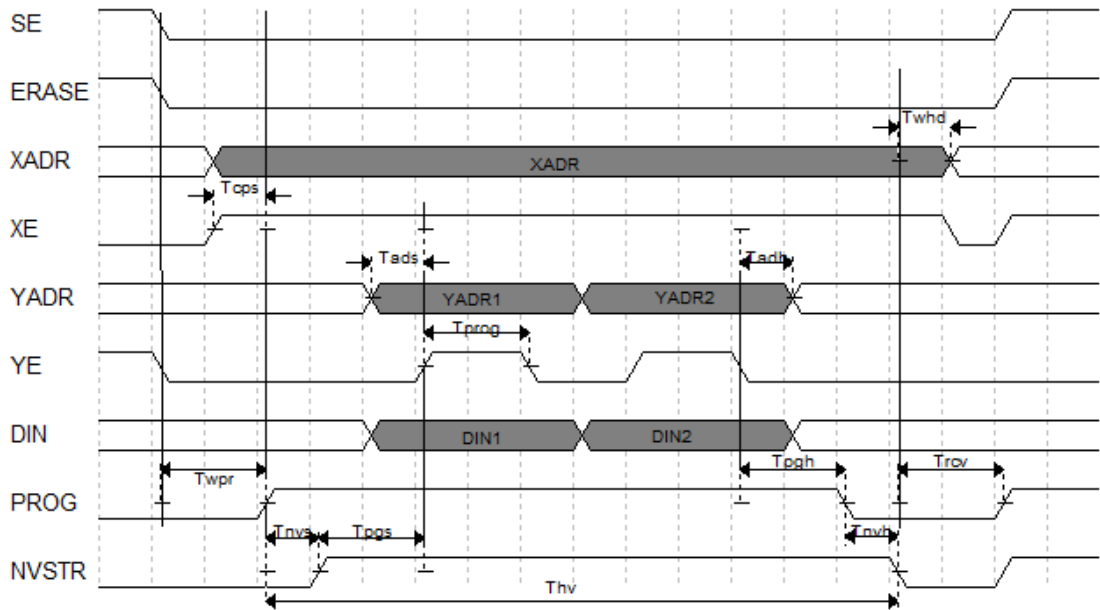 SE
ERASE
Twhd
XADR
XADR
Tcps
XE
Tads
Tadh
YADR
YADR1
YADR2
Tprog
YE
DIN
DIN1
DIN2
Twpr
Tpgh
Trcv
PROG
Tnvs
Tpgs
Tnvh
NVSTR
Thv